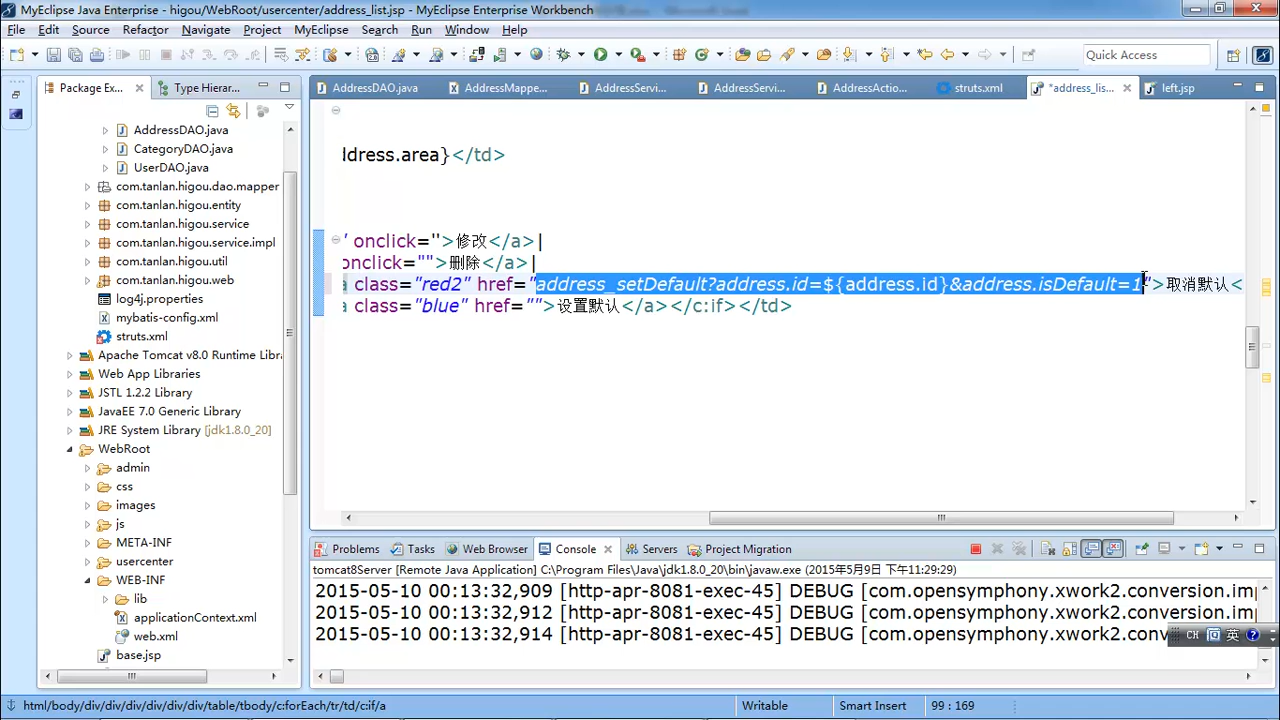 MyEclipse Java Enterprise - higou/WebRoot/usercenter/address_list.jsp - MyEclipse Enterprise Workbench
File Edit Source Refactor Navigate Project MyEclipse Search Run Window Help
Quick Access
Package Ex... Type Hierar...
AddressDAO.java AddressMappe... AddressServi... AddressServi... AddressActio... struts.xml *address_lis... left.jsp
AddressDAO.java
CategoryDAO.java
UserDAO.java
com.tanlan.higou.dao.mapper
com.tanlan.higou.entity
com.tanlan.higou.service
com.tanlan.higou.service.impl
com.tanlan.higou.util
com.tanlan.higou.web
log4j.properties
mybatis-config.xml
struts.xml
Apache Tomcat v8.0 Runtime Libra
Web App Libraries
JSTL 1.2.2 Library
JavaEE 7.0 Generic Library
JRE System Library [jdk1.8.0_20]
WebRoot
admin
css
images
js
META-INF
usercenter
WEB-INF
lib
applicationContext.xml
web.xml
base.jsp
ddress.area}</td>
" onclick=''>修改</a>|
onclick="">删除</a>|
a class="red2" href="address_setDefault?address.id=${address.id}&address.isDefault=1">取消默认<
a class="blue" href="">设置默认</a></c:if></td>
Problems Tasks Web Browser Console Servers Project Migration
tomcat8Server [Remote Java Application] C:\Program Files\Java\jdk1.8.0_20\bin\javaw.exe (2015年5月9日 下午11:29:29)
2015-05-10 00:13:32,909 [http-apr-8081-exec-45] DEBUG [com.opensymphony.xwork2.conversion.imp
2015-05-10 00:13:32,912 [http-apr-8081-exec-45] DEBUG [com.opensymphony.xwork2.conversion.imp
2015-05-10 00:13:32,914 [http-apr-8081-exec-45] DEBUG [com.opensymphony.xwork2.conv
CH 英
html/body/div/div/div/div/div/table/tbody/c:forEach/tr/td/c:if/a Writable Smart Insert 99 : 169